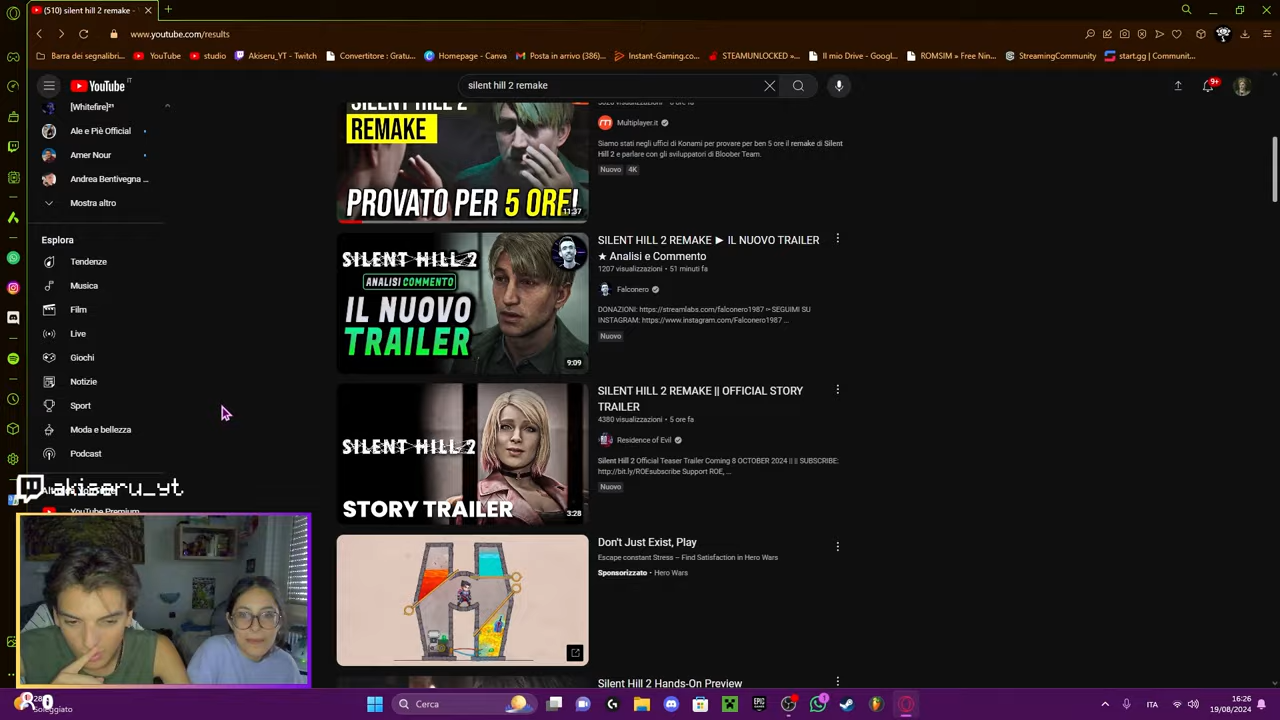 (510) silent hill 2 remake -
www.youtube.com/results
Barra dei segnalibri...
YouTube
studio
Akiseru_YT - Twitch
Convertitore : Gratu...
Homepage - Canva
Posta in arrivo (386)...
Instant-Gaming.co...
STEAMUNLOCKED »...
Il mio Drive - Googl...
ROMSIM » Free Nin...
StreamingCommunity
start.gg | Communit...
YouTube IT
silent hill 2 remake
9+
[Whitefire]²¹
Ale e Piè Official
Amer Nour
Andrea Bentivegna ...
Mostra altro
Esplora
Tendenze
Musica
Film
Live
Giochi
Notizie
Sport
Moda e bellezza
Podcast
YouTube Premium
akiseru_yt
SILENT HILL 2
REMAKE
PROVATO PER 5 ORE!
11:37
Multiplayer.it
Siamo stati negli uffici di Konami per provare per ben 5 ore il remake di Silent
Hill 2 e parlare con gli sviluppatori di Bloober Team.
Nuovo
4K
SILENT HILL 2
ANALISI COMMENTO
IL NUOVO
TRAILER
9:09
SILENT HILL 2 REMAKE ► IL NUOVO TRAILER
★ Analisi e Commento
1207 visualizzazioni • 51 minuti fa
Falconero
DONAZIONI: https://streamlabs.com/falconero1987 ➳ SEGUIMI SU
INSTAGRAM: https://www.instagram.com/Falconero1987 ...
Nuovo
SILENT HILL 2
STORY TRAILER
3:28
SILENT HILL 2 REMAKE || OFFICIAL STORY
TRAILER
4380 visualizzazioni • 5 ore fa
Residence of Evil
Silent Hill 2 Official Teaser Trailer Coming 8 OCTOBER 2024 || || SUBSCRIBE:
http://bit.ly/ROEsubscribe Support ROE, ...
Nuovo
Don't Just Exist, Play
Escape constant Stress – Find Satisfaction in Hero Wars
Sponsorizzato • Hero Wars
Silent Hill 2 Hands-On Preview
28
0
Cerca
1
ITA
16:26
19/08/2024